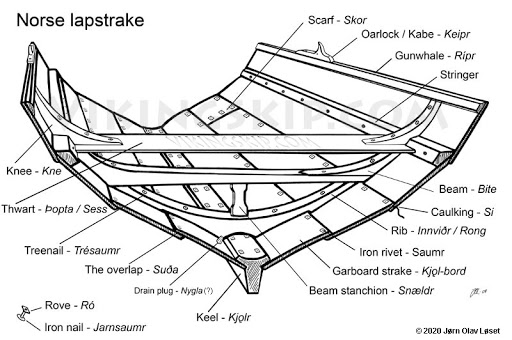 Norse lapstrake
Scarf - Skor
Oarlock / Kabe - Keipr
Gunwhale - Rípr
Stringer
VIKINGSKIP.COM
VIKINGSKIP.COM
Knee - Kne
Thwart - Þopta / Sess
Treenail - Trésaumr
The overlap - Suða
Drain plug - Nygla(?)
Keel - Kjǫlr
Beam - Bite
Caulking - Si
Rib - Innviðr / Rong
Iron rivet - Saumr
Garboard strake - Kjǫl-bord
Beam stanchion - Snældr
Rove - Ró
Iron nail - Jarnsaumr
©2020 Jørn Olav Løset